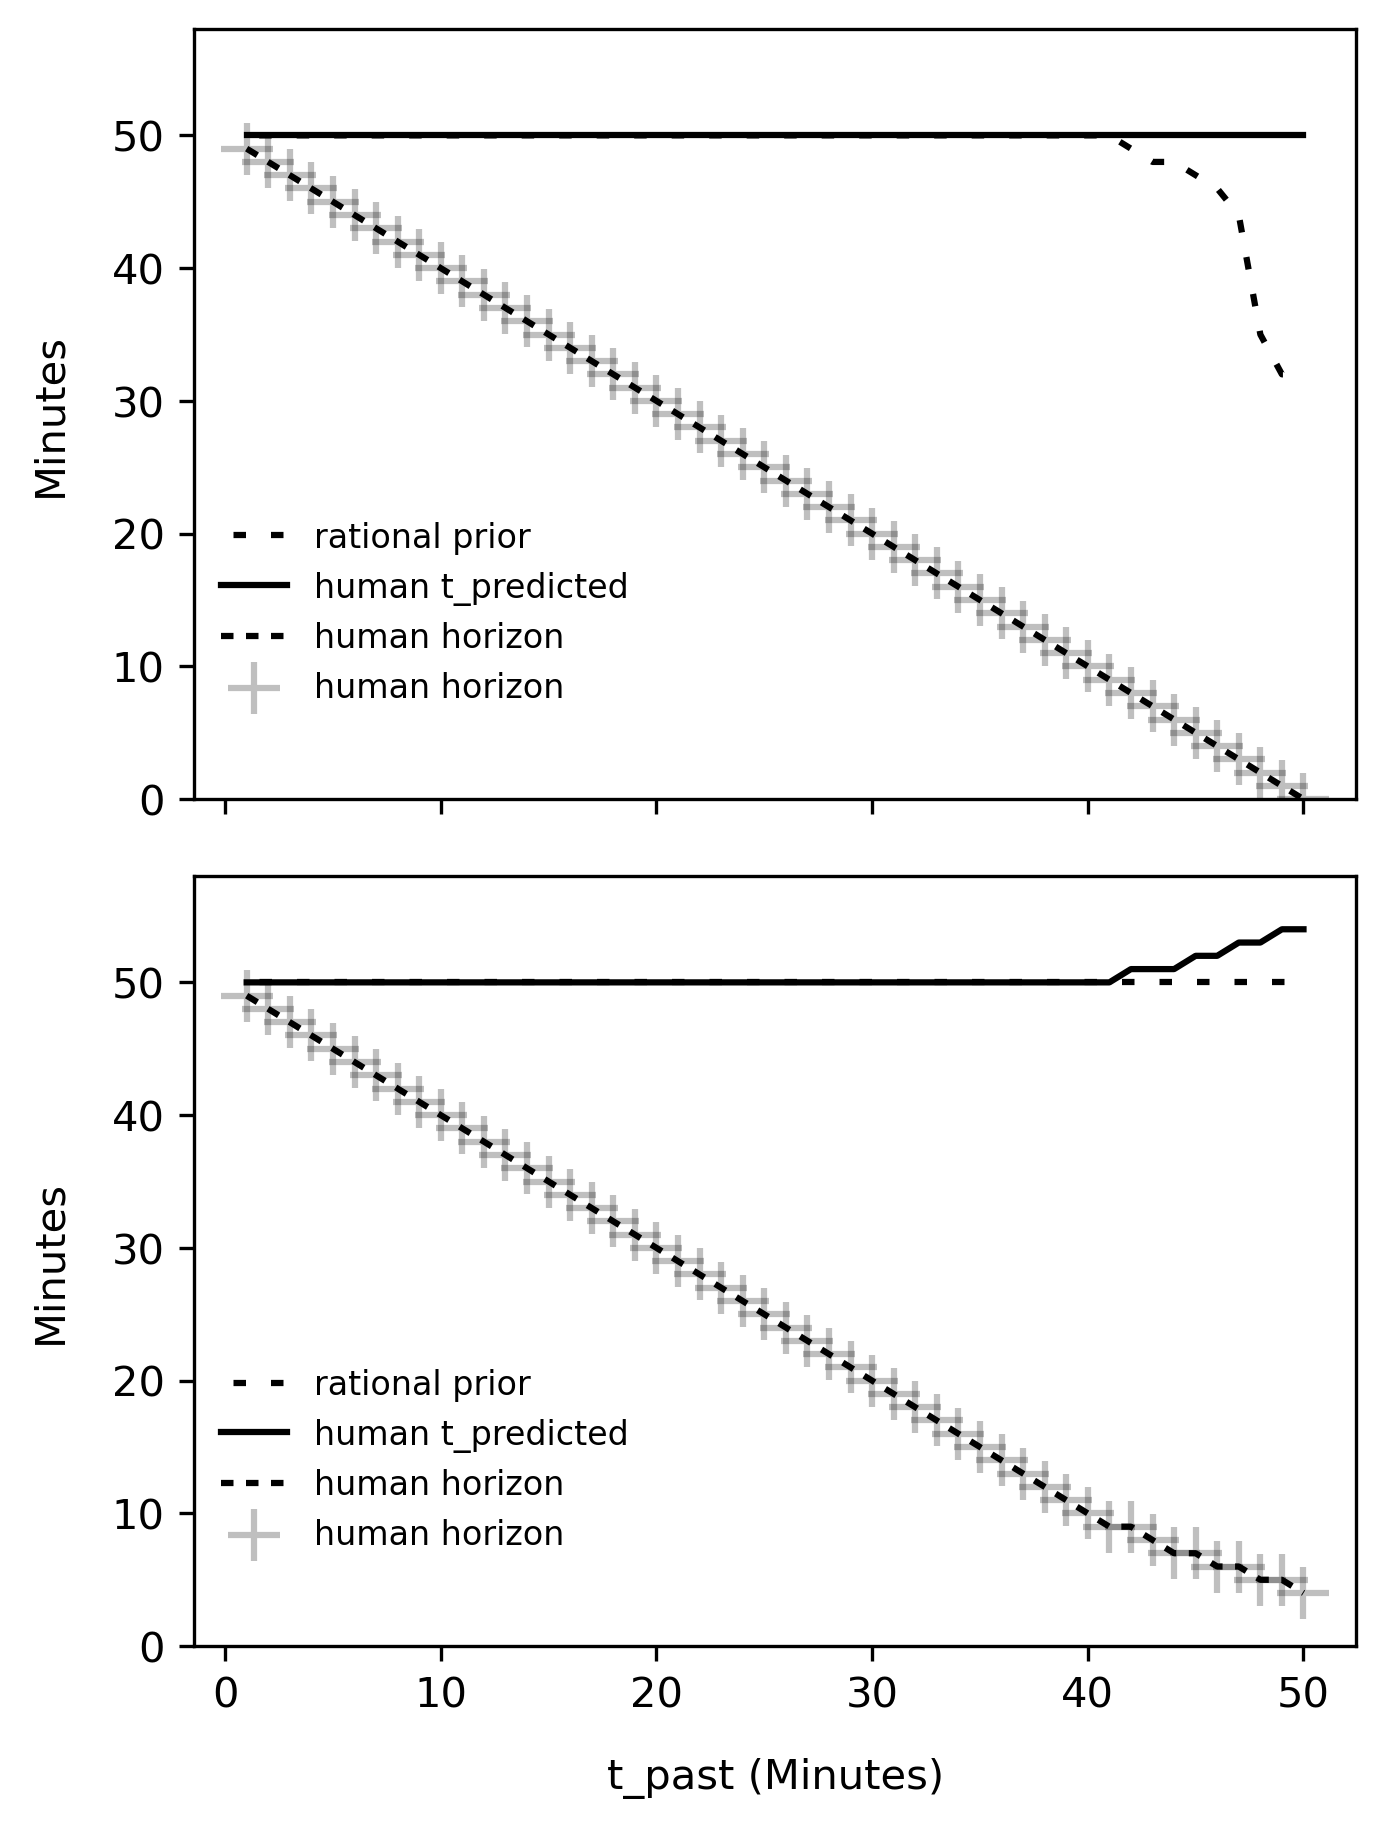 50
40
30
20
10
0
Minutes
rational prior
human t_predicted
human horizon
human horizon
50
40
30
20
10
0
Minutes
rational prior
human t_predicted
human horizon
human horizon
0 10 20 30 40 50
t_past (Minutes)